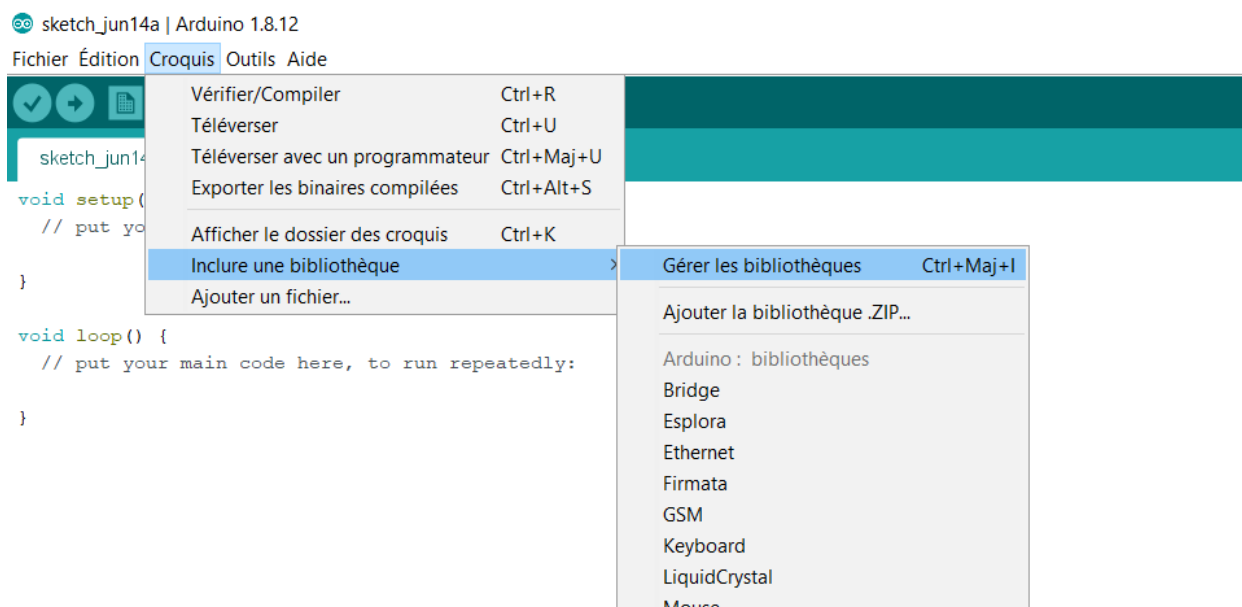 sketch_jun14a | Arduino 1.8.12
Fichier Édition Croquis Outils Aide
Vérifier/Compiler Ctrl+R
Téléverser Ctrl+U
Téléverser avec un programmateur Ctrl+Maj+U
Exporter les binaires compilées Ctrl+Alt+S
Afficher le dossier des croquis Ctrl+K
Inclure une bibliothèque
Ajouter un fichier...
Gérer les bibliothèques Ctrl+Maj+I
Ajouter la bibliothèque .ZIP...
Arduino : bibliothèques
Bridge
Esplora
Ethernet
Firmata
GSM
Keyboard
LiquidCrystal
Mouse
sketch_jun14
void setup(
// put yo
}
void loop() {
// put your main code here, to run repeatedly:
}